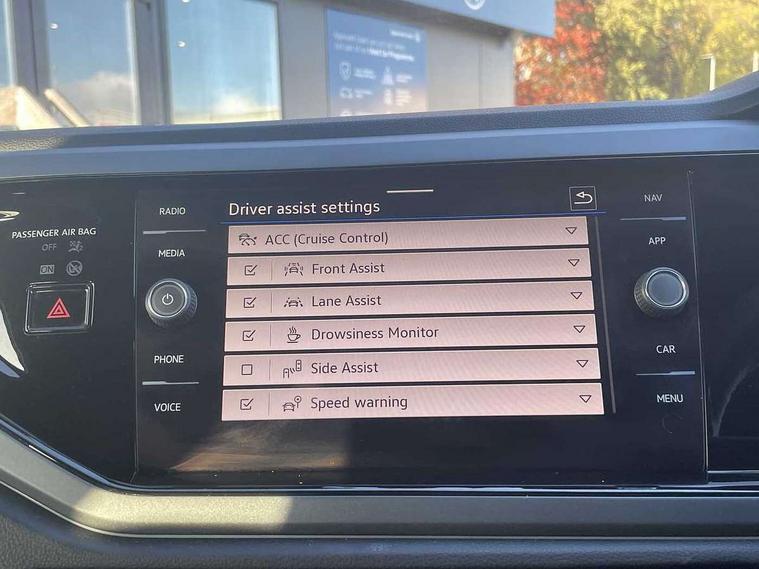 RADIO
MEDIA
PHONE
VOICE
PASSENGER AIR BAG
OFF
ON
Driver assist settings
ACC (Cruise Control)
Front Assist
Lane Assist
Drowsiness Monitor
Side Assist
Speed warning
NAV
APP
CAR
MENU